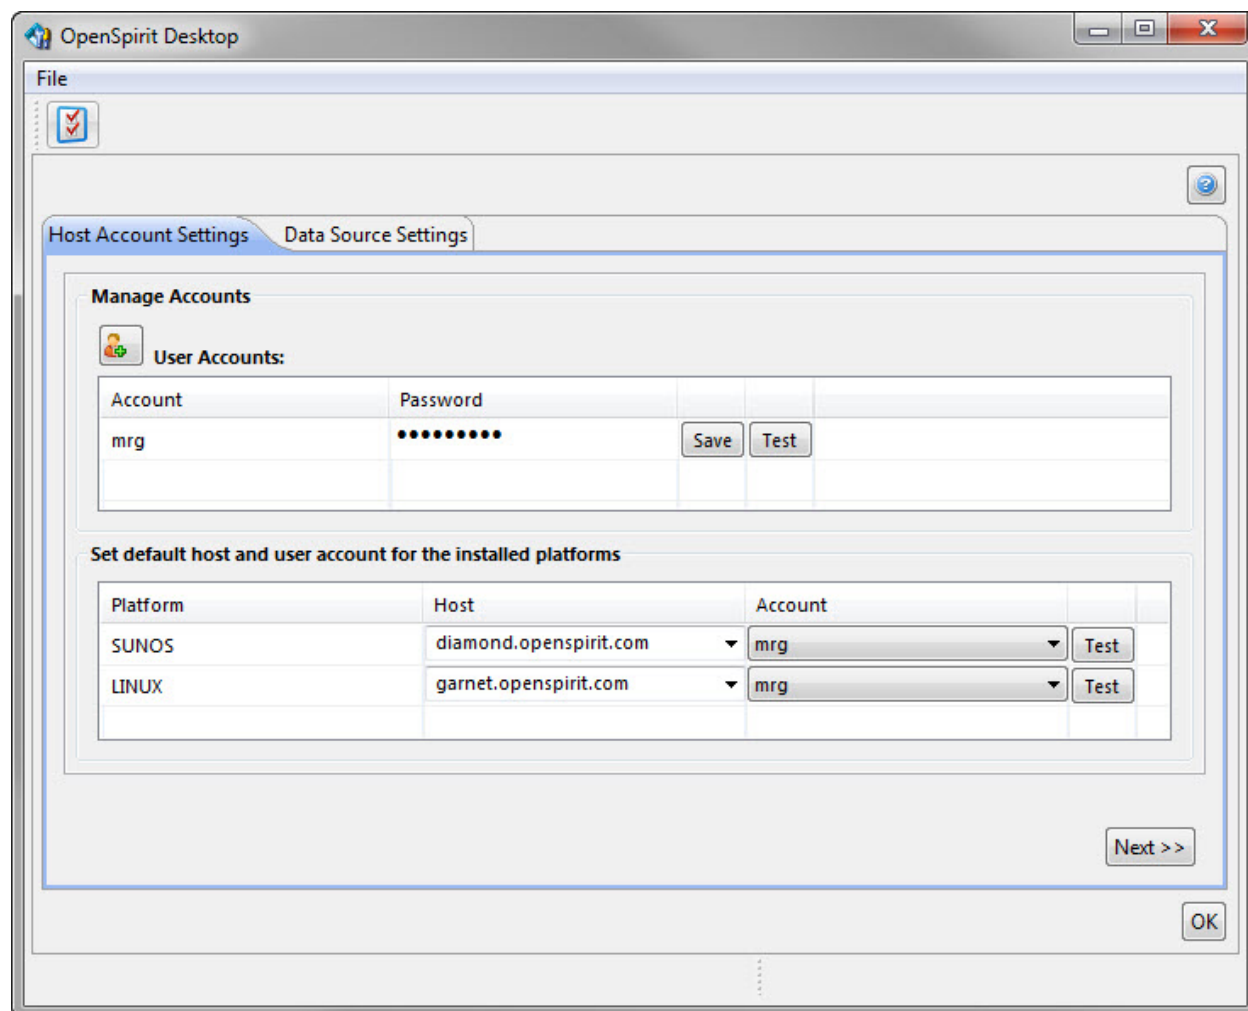 OpenSpirit Desktop
File
Host Account Settings Data Source Settings
Manage Accounts
User Accounts:
Account Password
mrg ••••••••• Save Test
Set default host and user account for the installed platforms
Platform Host Account
SUNOS diamond.openspirit.com mrg Test
LINUX garnet.openspirit.com mrg Test
Next >>
OK